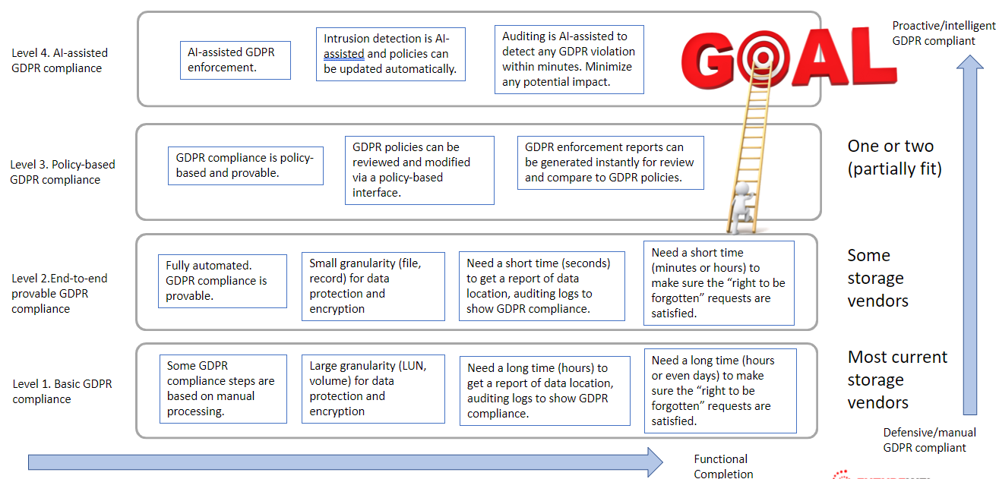 Proactive/intelligent
GDPR compliant
Level 4. AI-assisted
GDPR compliance
AI-assisted GDPR
enforcement.
Intrusion detection is AI-
assisted and policies can
be updated automatically.
Auditing is AI-assisted to
detect any GDPR violation
within minutes. Minimize
any potential impact.
GOAL
Level 3. Policy-based
GDPR compliance
GDPR compliance is policy-
based and provable.
GDPR policies can be
reviewed and modified
via a policy-based
interface.
GDPR enforcement reports can
be generated instantly for review
and compare to GDPR policies.
One or two
(partially fit)
Level 2.End-to-end
provable GDPR
compliance
Fully automated.
GDPR compliance is
provable.
Small granularity (file,
record) for data
protection and
encryption
Need a short time (seconds)
to get a report of data
location, auditing logs to
show GDPR compliance.
Need a short time
(minutes or hours) to
make sure the “right to be
forgotten” requests are
satisfied.
Some
storage
vendors
Level 1. Basic GDPR
compliance
Some GDPR
compliance steps are
based on manual
processing.
Large granularity (LUN,
volume) for data
protection and
encryption
Need a long time (hours) to
get a report of data location,
auditing logs to show GDPR
compliance.
Need a long time (hours
or even days) to make
sure the “right to be
forgotten” requests are
satisfied.
Most current
storage
vendors
Defensive/manual
GDPR compliant
Functional
Completion